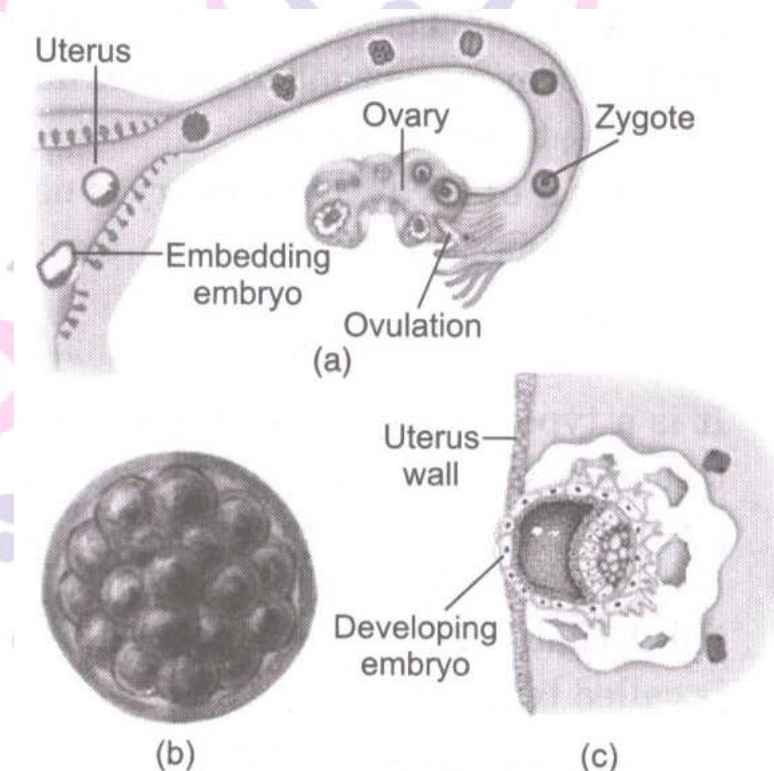 Uterus
Ovary
Zygote
Embedding
embryo
Ovulation
(a)
Uterus
wall
Developing
embryo
(b)
(c)